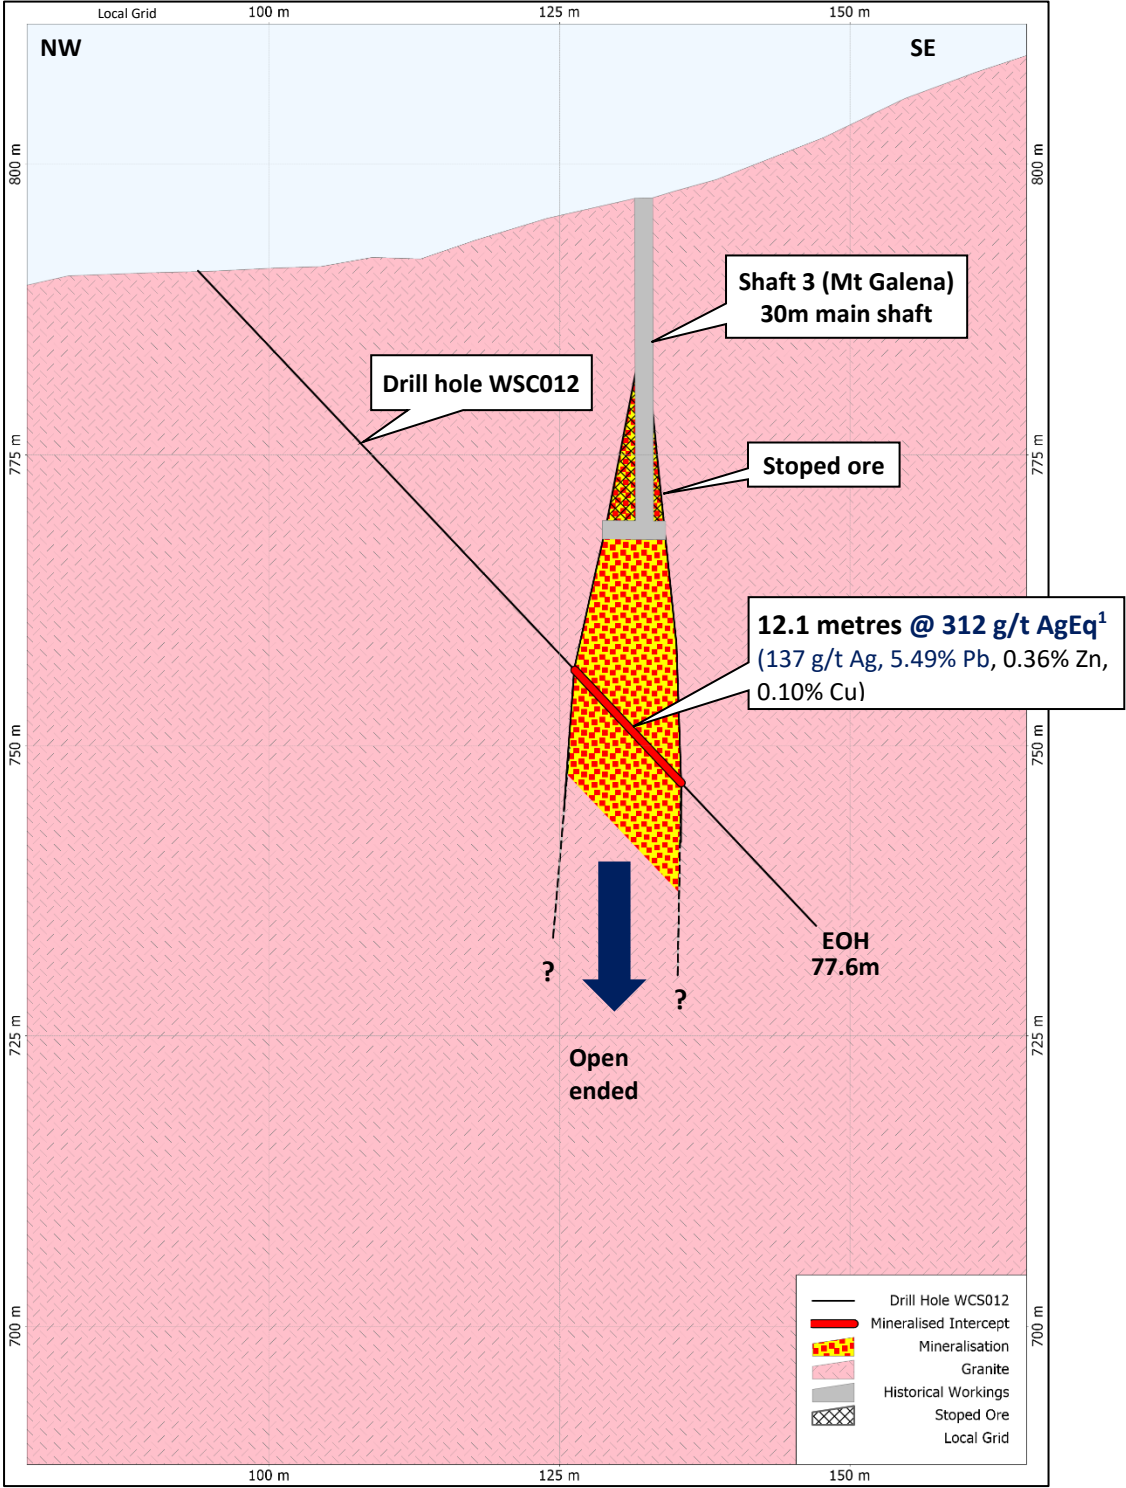 Local Grid
100 m
125 m
150 m
NW
SE
800 m
800 m
Shaft 3 (Mt Galena)
30m main shaft
Drill hole WSC012
775 m
775 m
Stoped ore
12.1 metres @ 312 g/t AgEq1
(137 g/t Ag, 5.49% Pb, 0.36% Zn,
0.10% Cu)
750 m
750 m
EOH
77.6m
?
?
725 m
725 m
Open
ended
700 m
700 m
Drill Hole WCS012
Mineralised Intercept
Mineralisation
Granite
Historical Workings
Stoped Ore
Local Grid
100 m
125 m
150 m